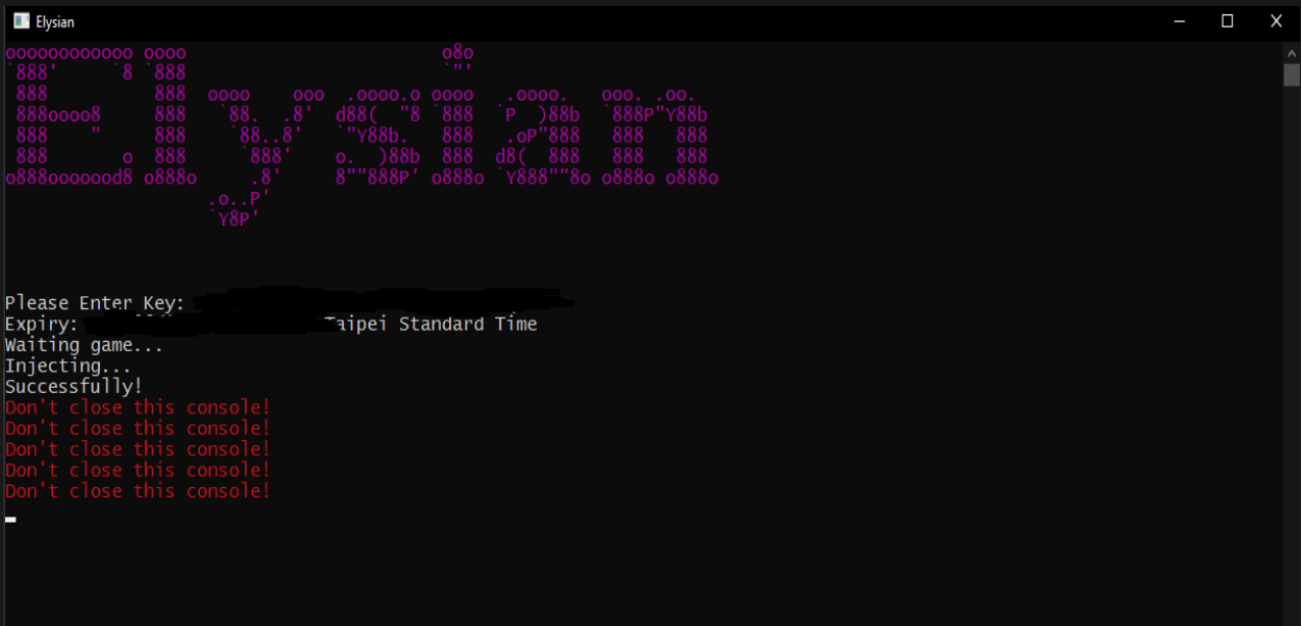 Elysian
Elysian
Please Enter Key:
Expiry: Taipei Standard Time
Waiting game...
Injecting...
Successfully!
Don't close this console!
Don't close this console!
Don't close this console!
Don't close this console!
Don't close this console!